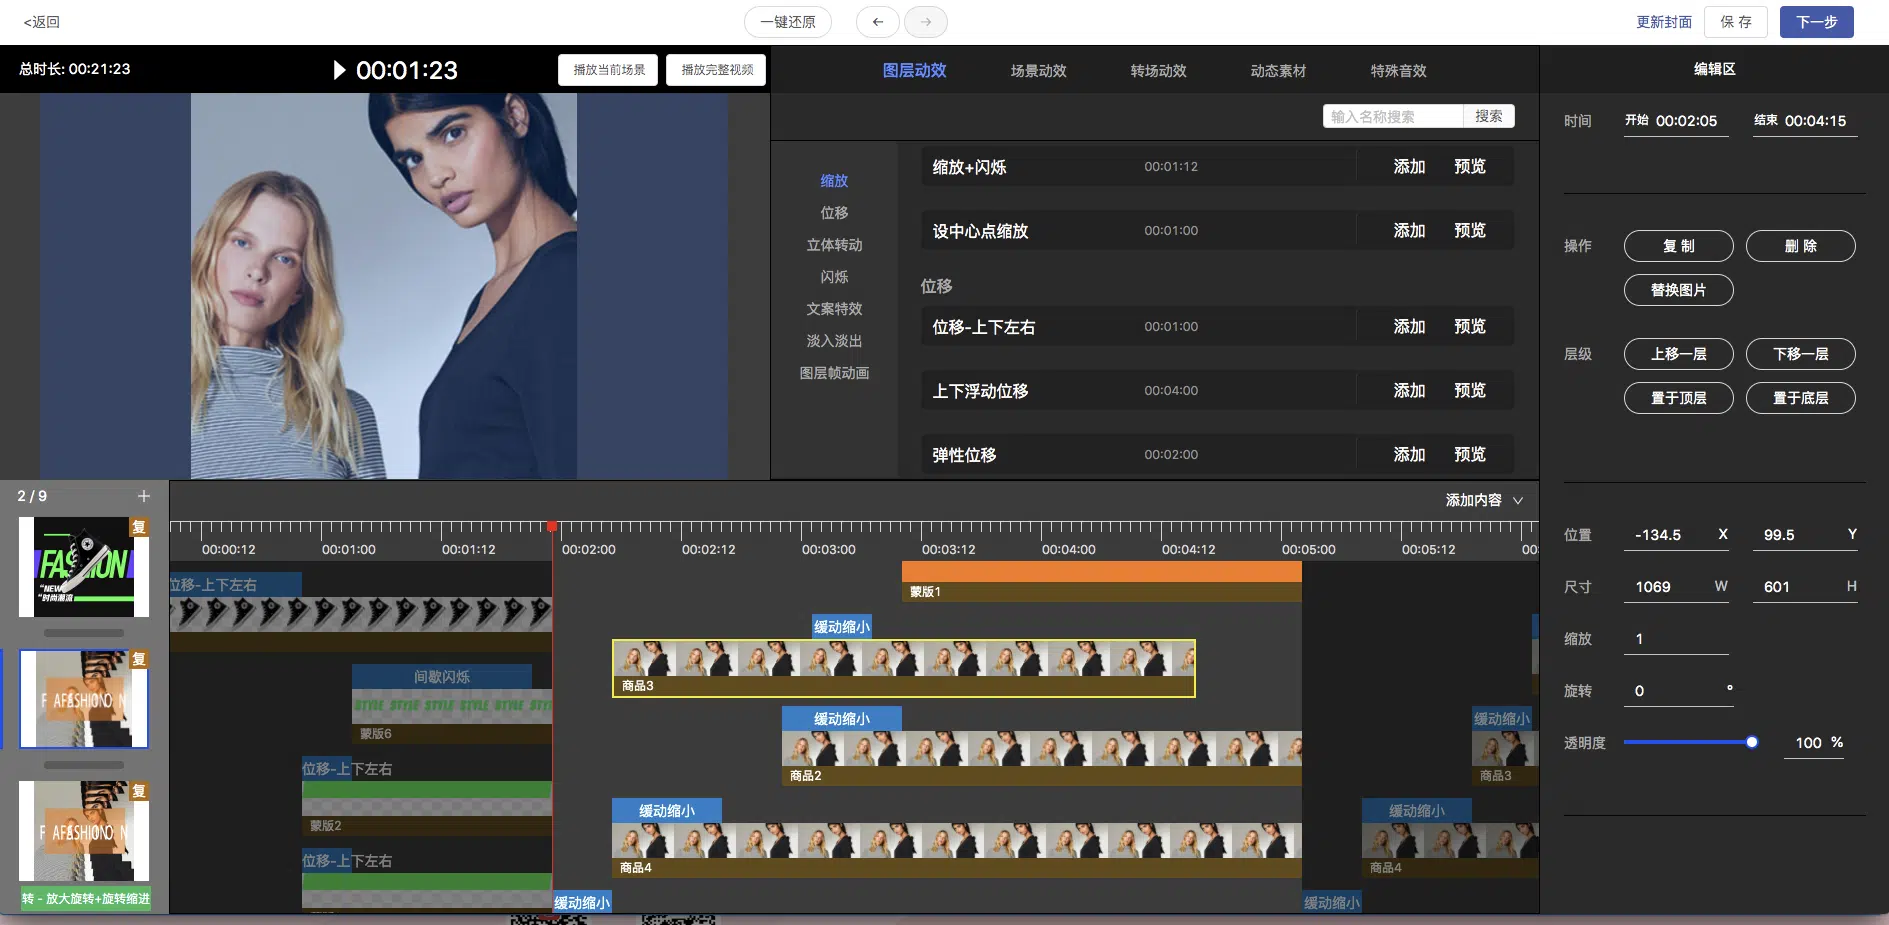 <返回
一键还原
←
→
更新封面
保存
下一步
总时长: 00:21:23
00:01:23
播放当前场景
播放完整视频
图层动效
场景动效
转场动效
动态素材
特殊音效
编辑区
输入名称搜索
搜索
缩放
位移
立体转动
闪烁
文案特效
淡入淡出
图层帧动画
缩放+闪烁 00:01:12 添加 预览
设中心点缩放 00:01:00 添加 预览
位移
位移-上下左右 00:01:00 添加 预览
上下浮动位移 00:04:00 添加 预览
弹性位移 00:02:00 添加 预览
时间 开始 00:02:05 结束 00:04:15
操作 复制 删除
替换图片
层级 上移一层 下移一层
置于顶层 置于底层
位置 -134.5 X 99.5 Y
尺寸 1069 W 601 H
缩放 1
旋转 0 °
透明度 100 %
2 / 9 +
复
FASHION
"NEW
"时尚潮流
复
F AFASHIONO N
复
F AFASHIONO N
转 - 放大旋转+旋转缩进
添加内容
00:00:12 00:01:00 00:01:12 00:02:00 00:02:12 00:03:00 00:03:12 00:04:00 00:04:12 00:05:00 00:05:12 00:
位移-上下左右
蒙版1
缓动缩小
商品3
间歇闪烁
STYLE STYLE STYLE STYLE STYLE STY
蒙版6
缓动缩小
商品2
缓动缩小
商品3
位移-上下左右
蒙版2
缓动缩小
商品4
缓动缩小
商品4
位移-上下左右
缓动缩小
缓动缩小